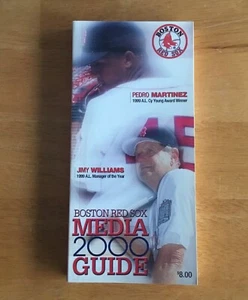 BOSTON
RED SOX
PEDRO MARTINEZ
1999 A.L. Cy Young Award Winner
45
JIMY WILLIAMS
1999 A.L. Manager of the Year
BOSTON RED SOX
MEDIA
2000
GUIDE
$8.00